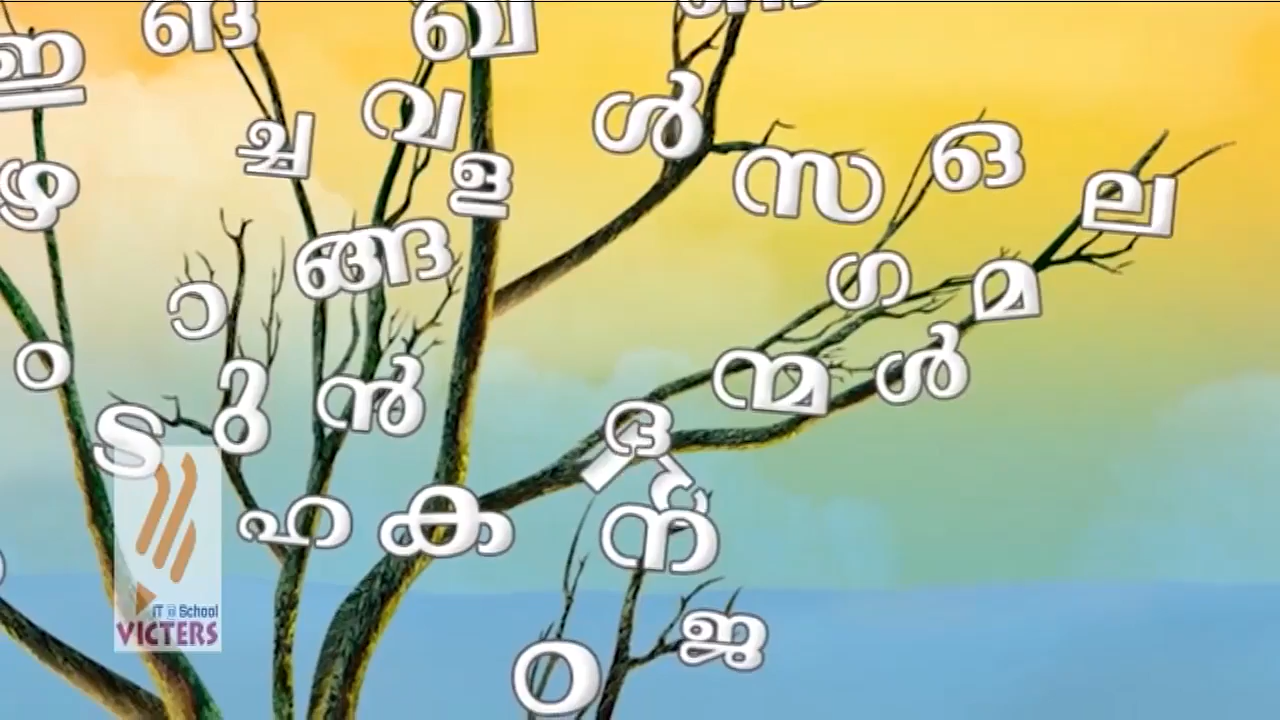 ഇ
ങ
ഖ
ച്ച
വ
ൾ
ള
സ
ഒ
ല
ഴ
ങ്ങ
ദ
ഗ
മ
ാ
ം
ൻ
ന്മ
ൾ
ട
ു
ദ്ദ
ഹ
ക
ൻ
ഠ
ജ
IT @ School
VICTERS